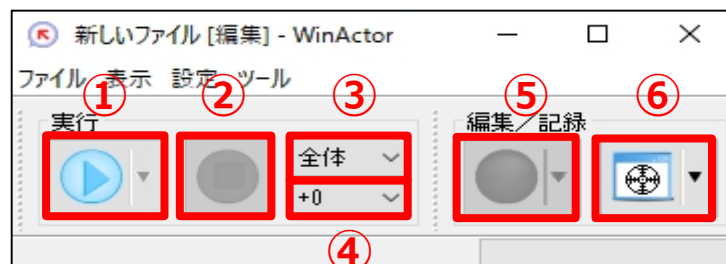 新しいファイル [編集] - WinActor
ファイル 表示 設定 ツール
① ② ③ ⑤ ⑥
実行 編集／記録
全体
+0
④